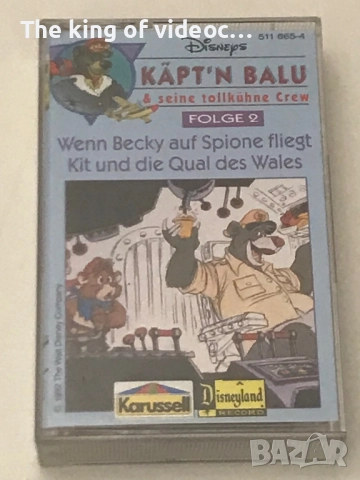 The king of videoc...
Disneys
511 665-4
KÄPT'N BALU
& seine tollkühne Crew
FOLGE 2
Wenn Becky auf Spione fliegt
Kit und die Qual des Wales
© 1992 The Walt Disney Company
Karussell
Disneyland
RECORD
BAZAR